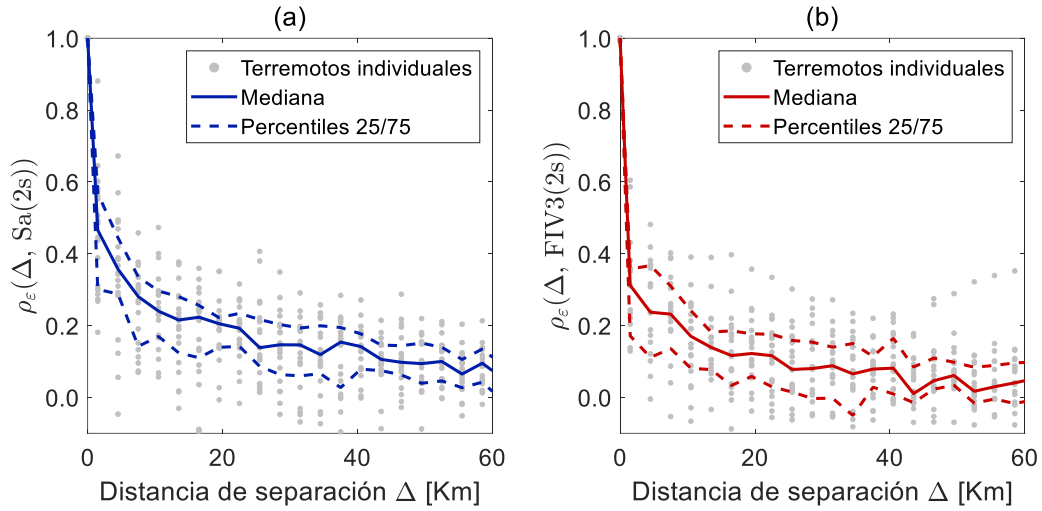 (a)
1.0
0.8
0.6
0.4
0.2
0.0
0
20
40
60
ρ_ε(Δ, Sa(2s))
Distancia de separación Δ [Km]
Terremotos individuales
Mediana
Percentiles 25/75
(b)
1.0
0.8
0.6
0.4
0.2
0.0
0
20
40
60
ρ_ε(Δ, FIV3(2s))
Distancia de separación Δ [Km]
Terremotos individuales
Mediana
Percentiles 25/75